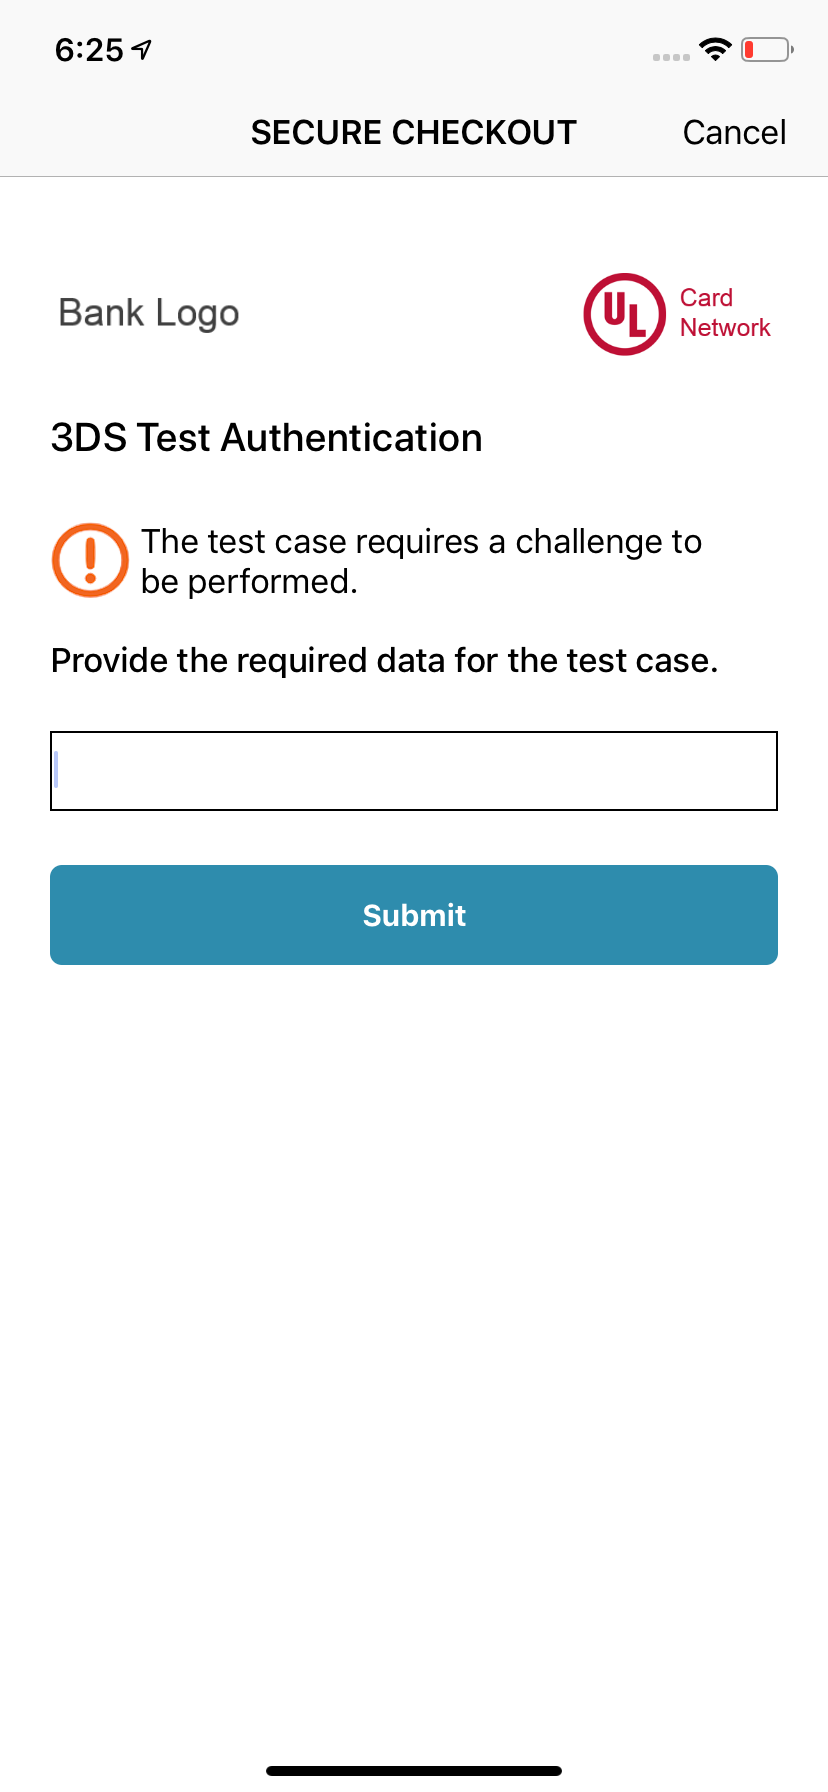 6:25
SECURE CHECKOUT
Cancel
Bank Logo
UL
Card
Network
3DS Test Authentication
The test case requires a challenge to
be performed.
Provide the required data for the test case.
Submit